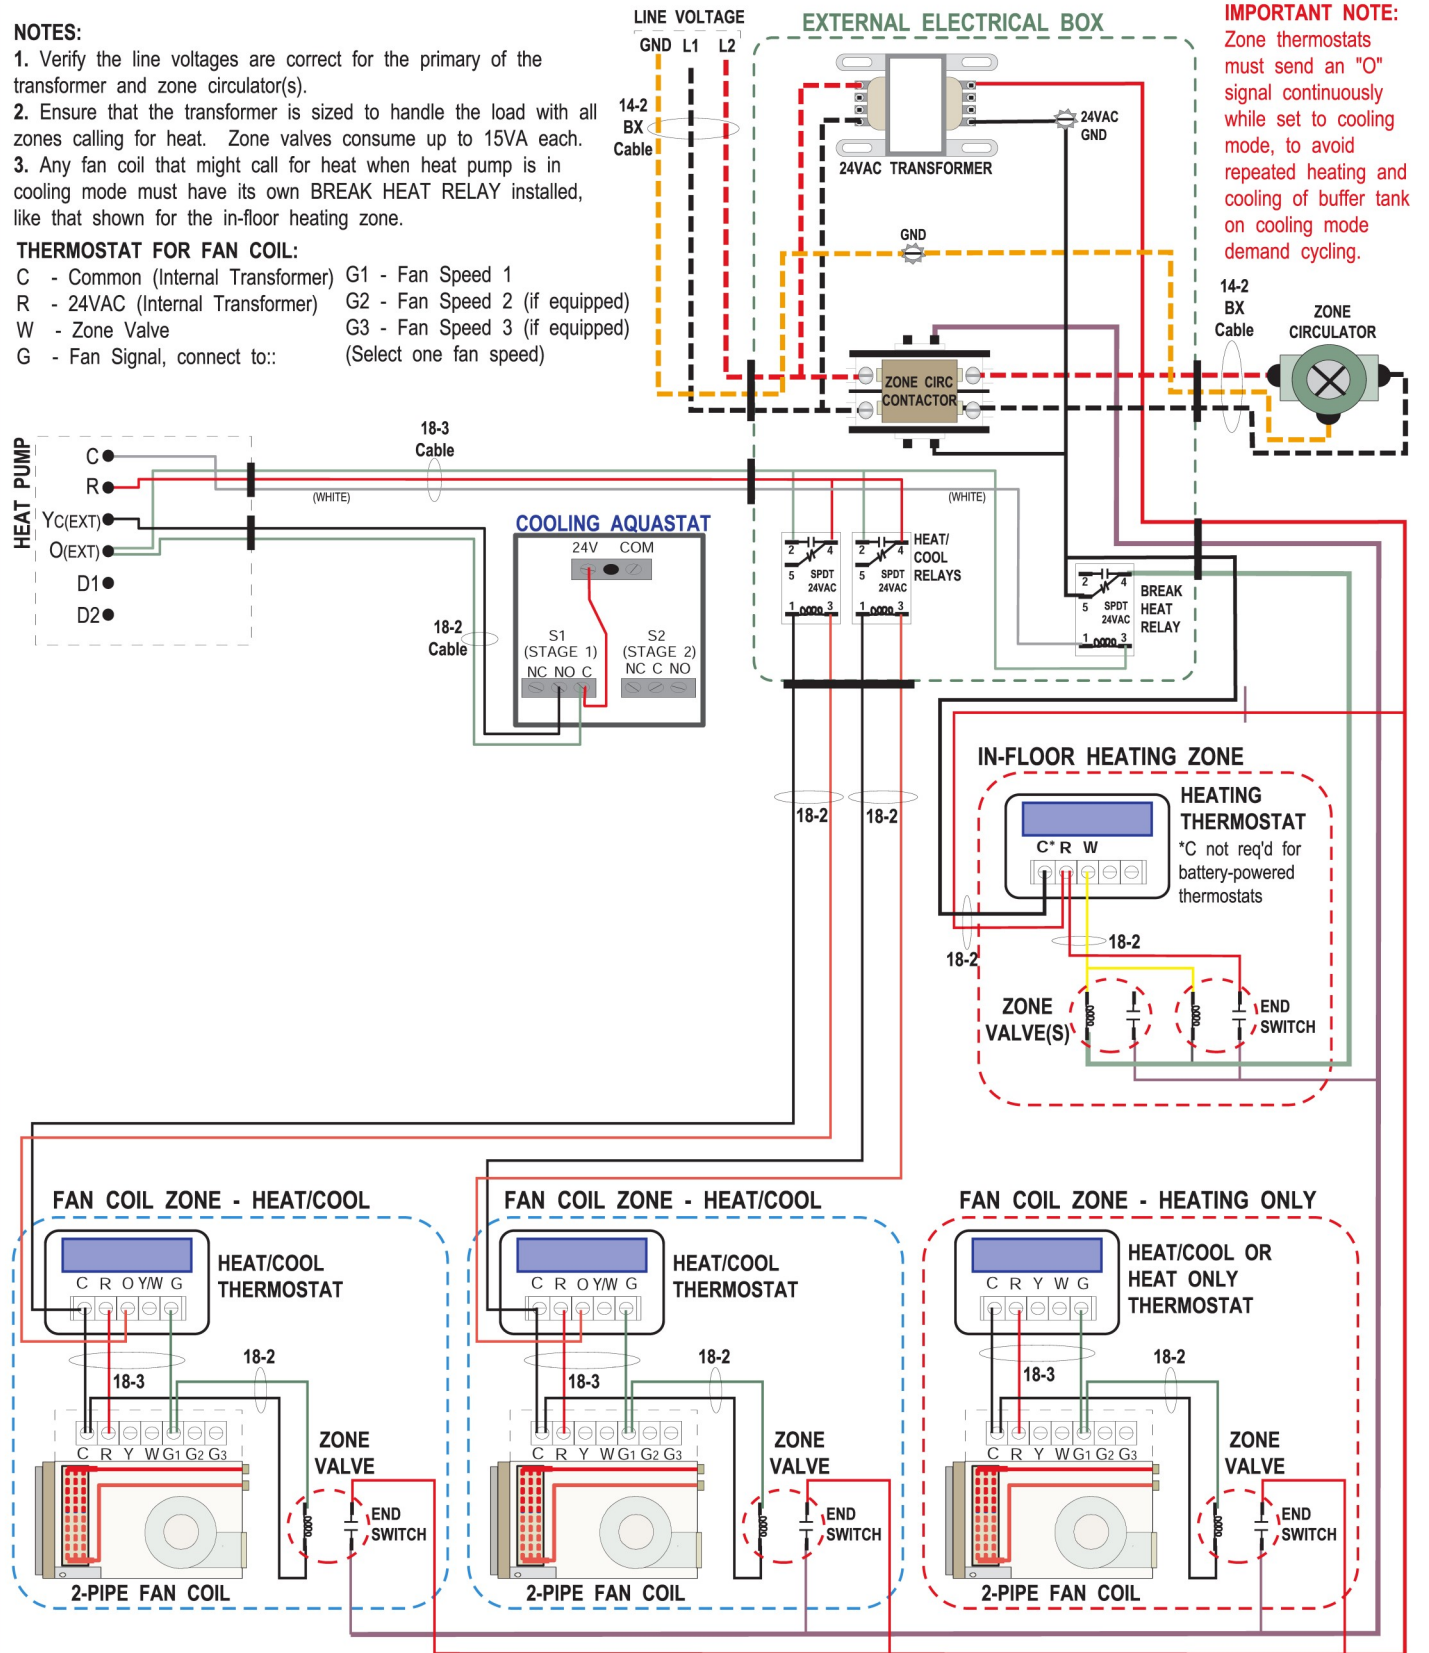 NOTES:
1. Verify the line voltages are correct for the primary of the
transformer and zone circulator(s).
2. Ensure that the transformer is sized to handle the load with all
zones calling for heat. Zone valves consume up to 15VA each.
3. Any fan coil that might call for heat when heat pump is in
cooling mode must have its own BREAK HEAT RELAY installed,
like that shown for the in-floor heating zone.
THERMOSTAT FOR FAN COIL:
C - Common (Internal Transformer)
R - 24VAC (Internal Transformer)
W - Zone Valve
G - Fan Signal, connect to::
G1 - Fan Speed 1
G2 - Fan Speed 2 (if equipped)
G3 - Fan Speed 3 (if equipped)
(Select one fan speed)
LINE VOLTAGE
GND L1 L2
14-2
BX
Cable
EXTERNAL ELECTRICAL BOX
24VAC TRANSFORMER
24VAC
GND
GND
IMPORTANT NOTE:
Zone thermostats
must send an "O"
signal continuously
while set to cooling
mode, to avoid
repeated heating and
cooling of buffer tank
on cooling mode
demand cycling.
14-2
BX
Cable
ZONE
CIRCULATOR
ZONE CIRC
CONTACTOR
HEAT PUMP
C
R
YC(EXT)
O(EXT)
D1
D2
18-3
Cable
(WHITE)
(WHITE)
18-2
Cable
COOLING AQUASTAT
24V COM
S1
(STAGE 1)
NC NO C
S2
(STAGE 2)
NC C NO
2 4
5 SPDT
24VAC
1 3
2 4
5 SPDT
24VAC
1 3
HEAT/
COOL
RELAYS
2 4
5 SPDT
24VAC
1 3
BREAK
HEAT
RELAY
18-2
18-2
IN-FLOOR HEATING ZONE
HEATING
THERMOSTAT
*C not req'd for
battery-powered
thermostats
C* R W
18-2
18-2
ZONE
VALVE(S)
END
SWITCH
FAN COIL ZONE - HEAT/COOL
HEAT/COOL
THERMOSTAT
C R O Y/W G
18-2
18-3
C R Y W G1 G2 G3
ZONE
VALVE
END
SWITCH
2-PIPE FAN COIL
FAN COIL ZONE - HEAT/COOL
HEAT/COOL
THERMOSTAT
C R O Y/W G
18-2
18-3
C R Y W G1 G2 G3
ZONE
VALVE
END
SWITCH
2-PIPE FAN COIL
FAN COIL ZONE - HEATING ONLY
HEAT/COOL OR
HEAT ONLY
THERMOSTAT
C R Y W G
18-2
18-3
C R Y W G1 G2 G3
ZONE
VALVE
END
SWITCH
2-PIPE FAN COIL